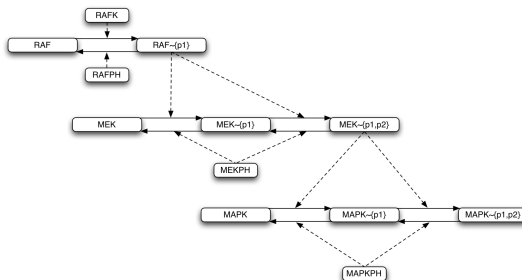 RAFK
RAF
RAF~{p1}
RAFPH
MEK
MEK~{p1}
MEK~{p1,p2}
MEKPH
MAPK
MAPK~{p1}
MAPK~{p1,p2}
MAPKPH